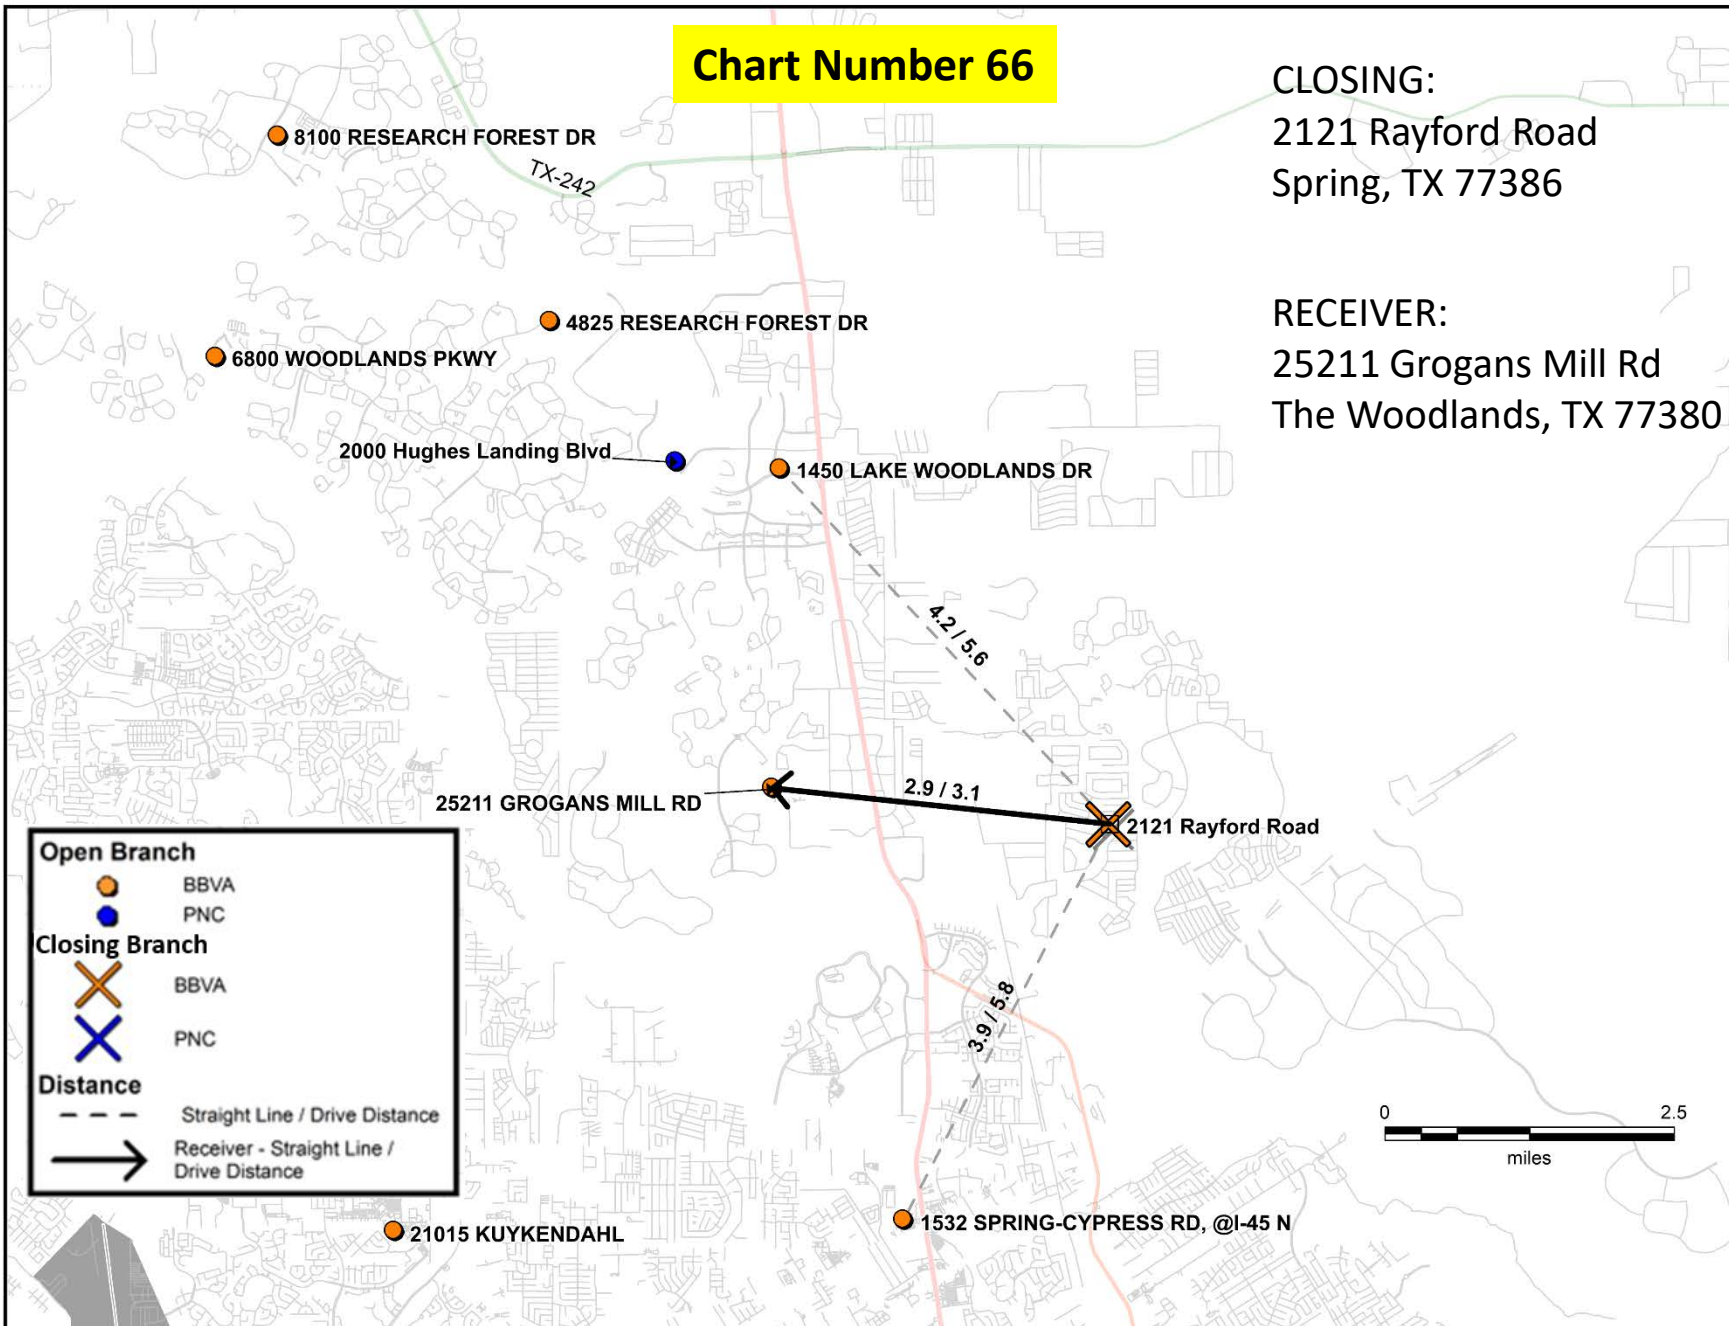 Chart Number 66
CLOSING:
2121 Rayford Road
Spring, TX 77386
RECEIVER:
25211 Grogans Mill Rd
The Woodlands, TX 77380
8100 RESEARCH FOREST DR
TX-242
4825 RESEARCH FOREST DR
6800 WOODLANDS PKWY
2000 Hughes Landing Blvd
1450 LAKE WOODLANDS DR
4.2 / 5.6
2.9 / 3.1
25211 GROGANS MILL RD
2121 Rayford Road
3.9 / 5.8
Open Branch
BBVA
PNC
Closing Branch
BBVA
PNC
Distance
Straight Line / Drive Distance
Receiver - Straight Line /
Drive Distance
0 2.5
miles
21015 KUYKENDAHL
1532 SPRING-CYPRESS RD, @I-45 N